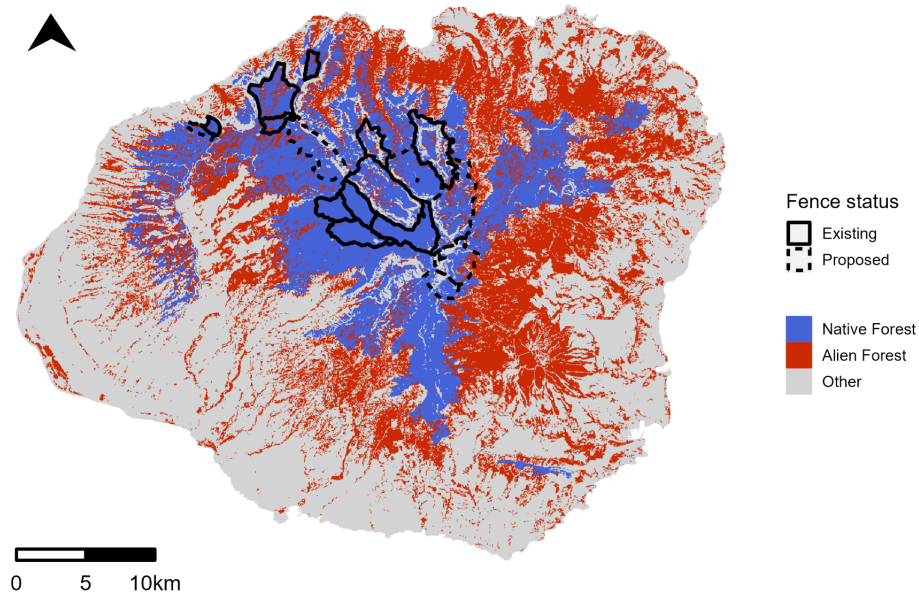 Fence status
Existing
Proposed
Native Forest
Alien Forest
Other
0 5 10km